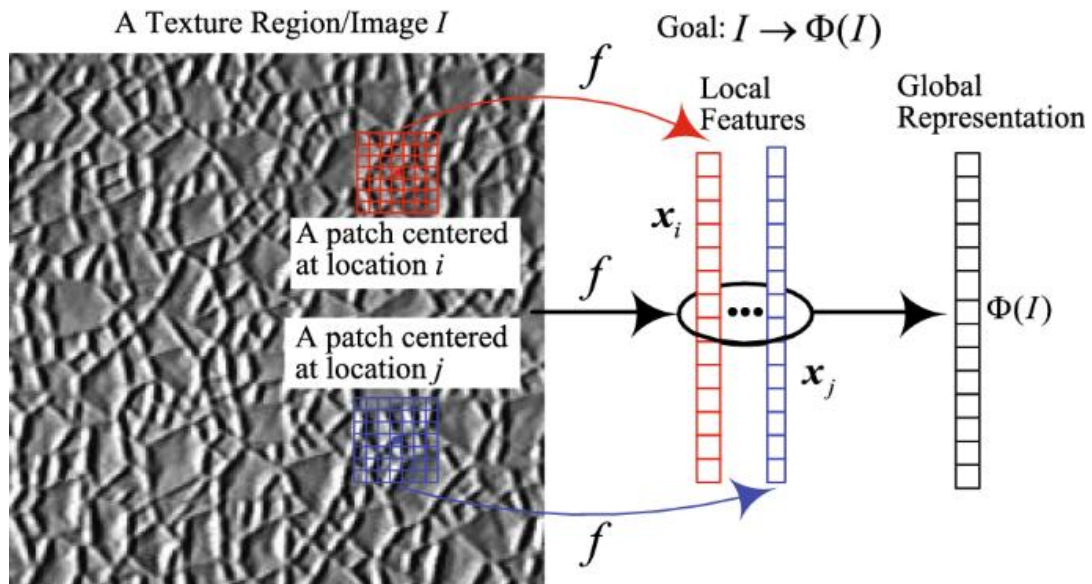 A Texture Region/Image I
Goal: I → Φ(I)
f
Local
Features
Global
Representation
x_i
A patch centered
at location i
f
•••
Φ(I)
A patch centered
at location j
x_j
f